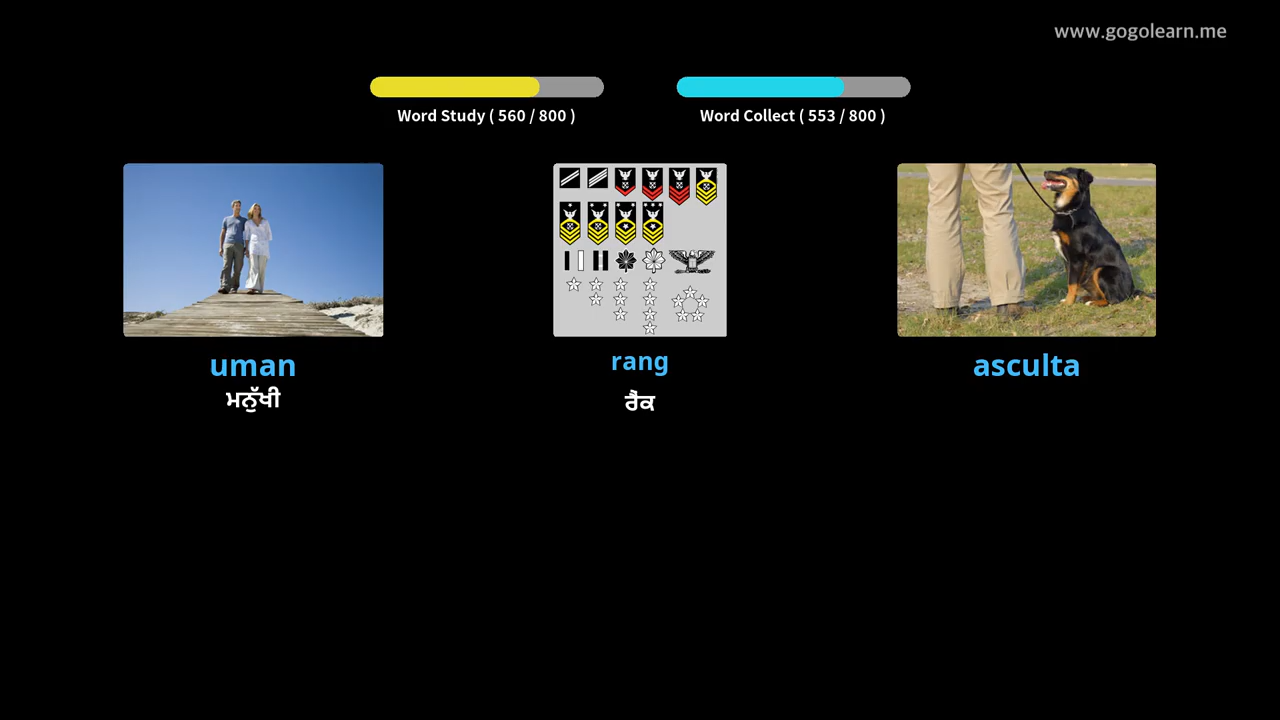 www.gogolearn.me
Word Study ( 560 / 800 )
Word Collect ( 553 / 800 )
uman
ਮਨੁੱਖੀ
rang
ਰੈਂਕ
asculta